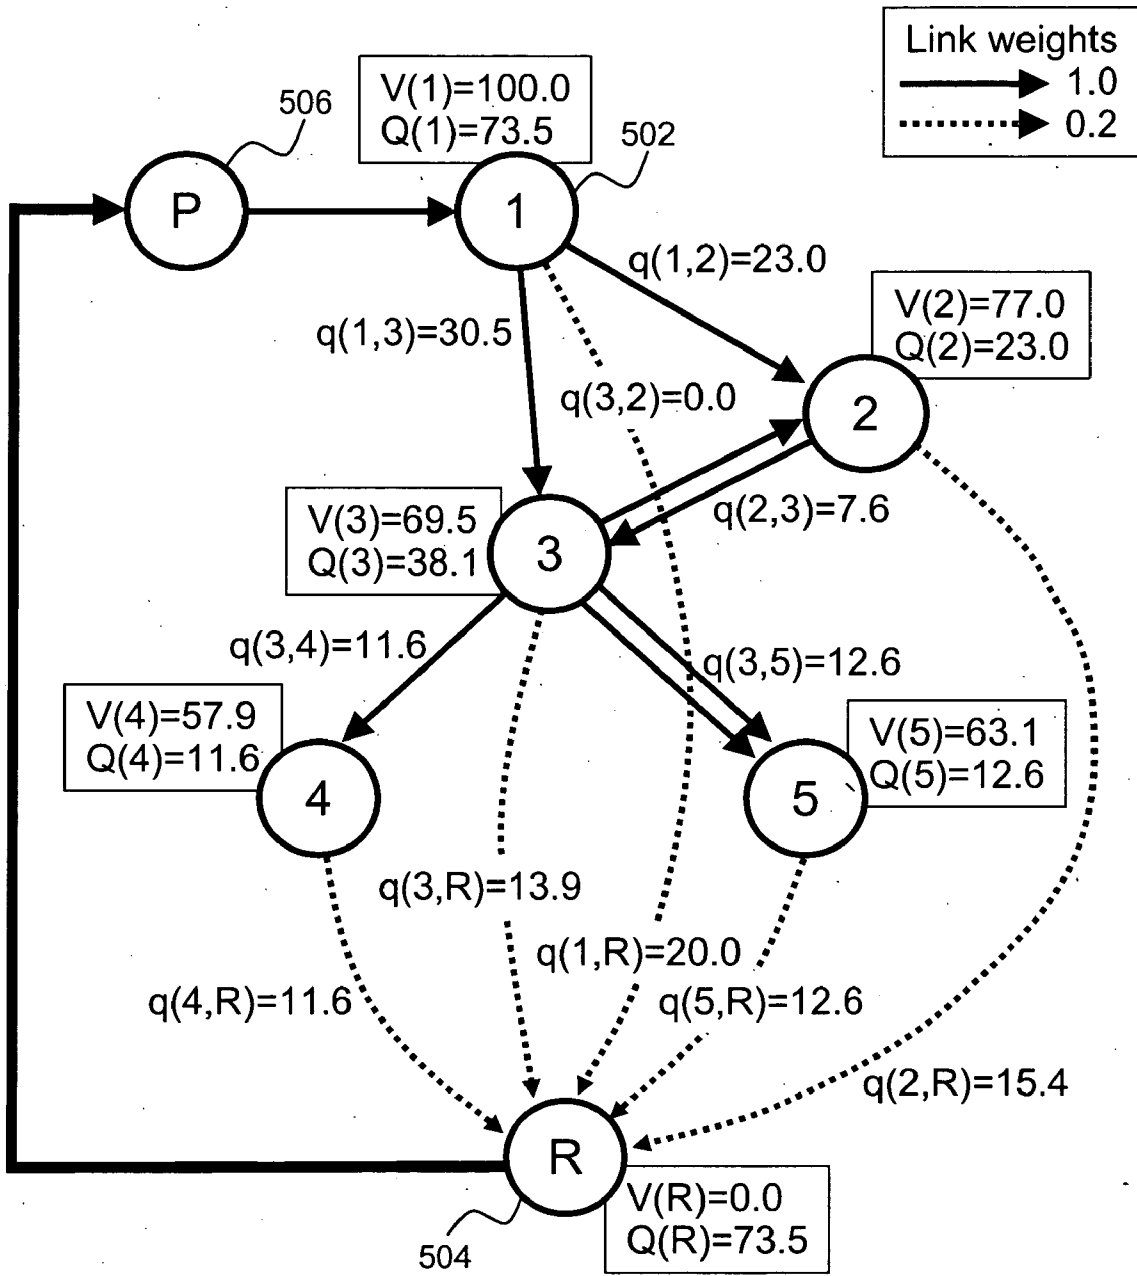 Link weights
1.0
0.2
V(1)=100.0
Q(1)=73.5
506
502
P
1
q(1,2)=23.0
q(1,3)=30.5
V(2)=77.0
Q(2)=23.0
q(3,2)=0.0
2
V(3)=69.5
Q(3)=38.1
q(2,3)=7.6
3
q(3,4)=11.6
q(3,5)=12.6
V(4)=57.9
Q(4)=11.6
V(5)=63.1
Q(5)=12.6
4
5
q(3,R)=13.9
q(1,R)=20.0
q(4,R)=11.6
q(5,R)=12.6
q(2,R)=15.4
R
V(R)=0.0
Q(R)=73.5
504